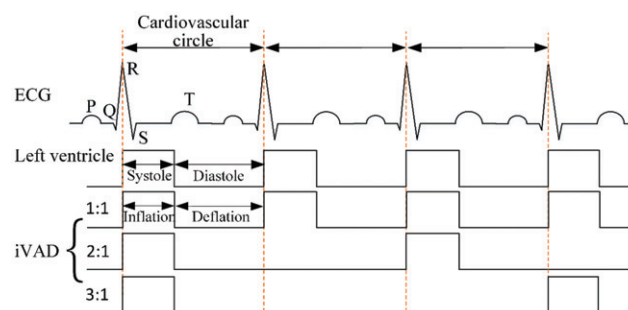 Cardiovascular
circle
ECG
P
Q
R
S
T
Left ventricle
Systole
Diastole
iVAD
1:1
Inflation
Deflation
2:1
3:1